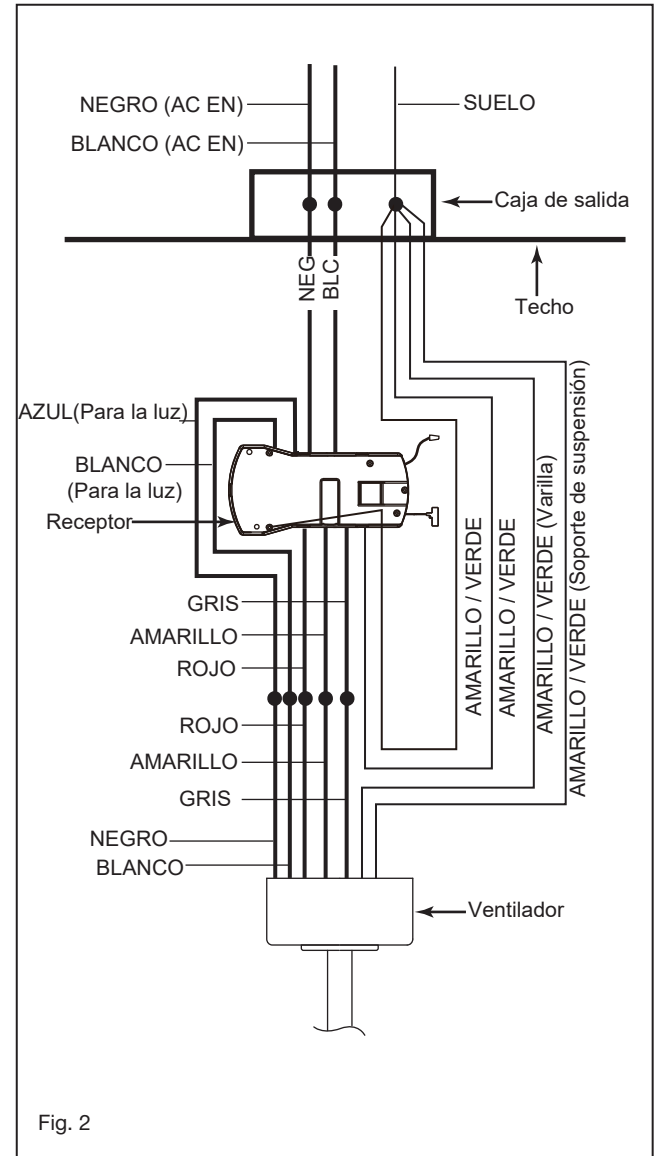 NEGRO (AC EN)
SUELO
BLANCO (AC EN)
Caja de salida
NEG
BLC
Techo
AZUL(Para la luz)
BLANCO
(Para la luz)
Receptor
AMARILLO / VERDE
AMARILLO / VERDE
AMARILLO / VERDE (Varilla)
AMARILLO / VERDE (Soporte de suspensión)
GRIS
AMARILLO
ROJO
ROJO
AMARILLO
GRIS
NEGRO
BLANCO
Ventilador
Fig. 2